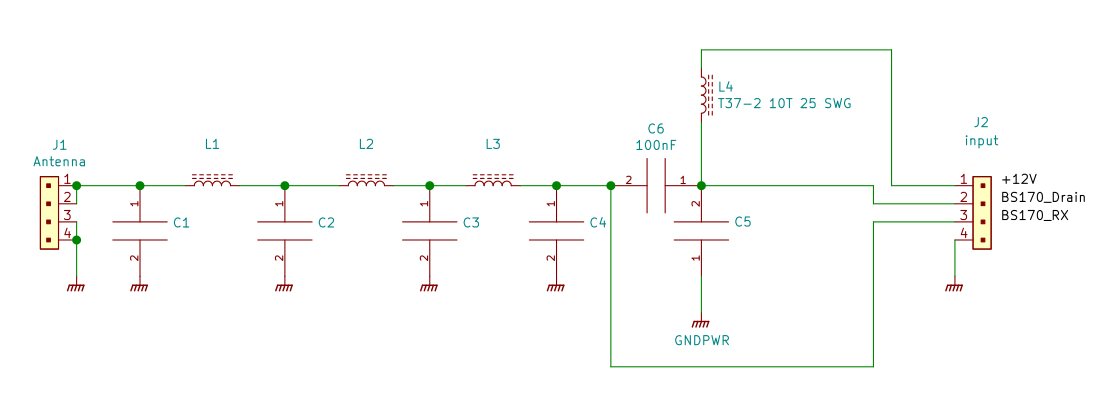 L4
T37-2 10T 25 SWG
J1
Antenna
L1
L2
L3
C6
100nF
J2
input
1
2
3
4
2
1
1
2
3
4
+12V
BS170_Drain
BS170_RX
1
C1
2
1
C2
2
1
C3
2
1
C4
2
2
C5
1
GNDPWR